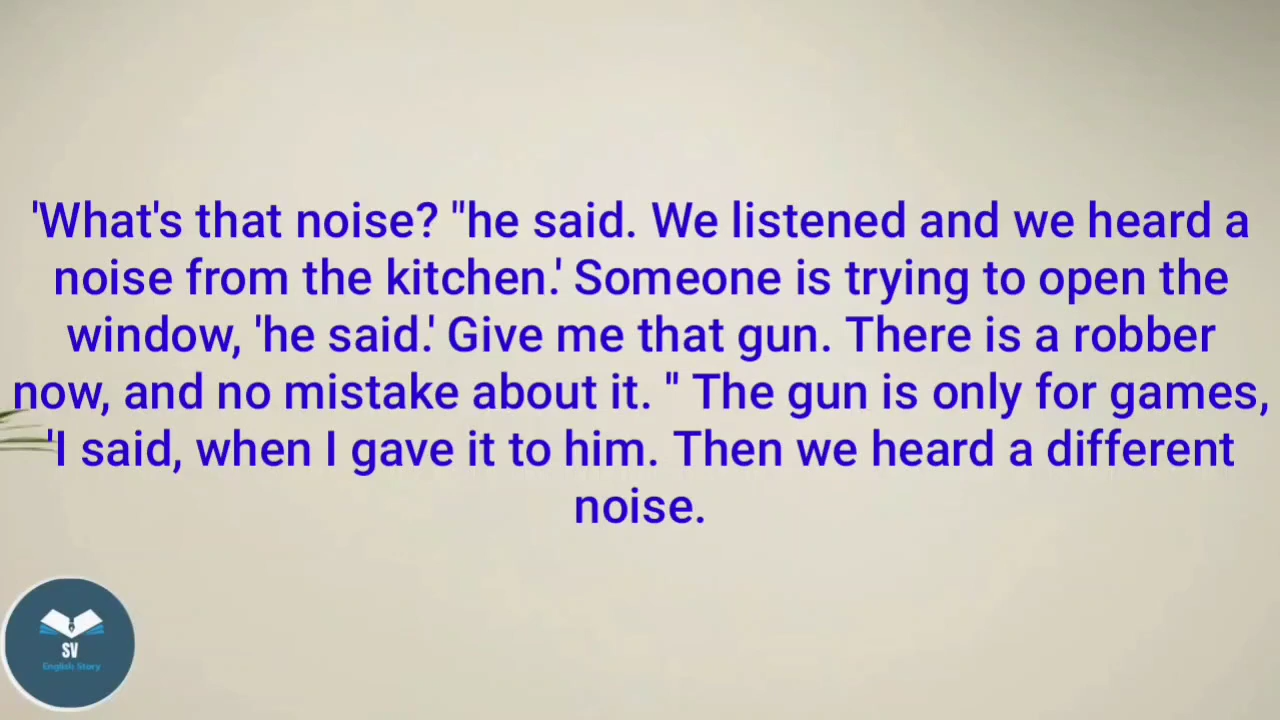 'What's that noise? "he said. We listened and we heard a
noise from the kitchen.' Someone is trying to open the
window, 'he said.' Give me that gun. There is a robber
now, and no mistake about it. " The gun is only for games,
'I said, when I gave it to him. Then we heard a different
noise.
SV
English Story